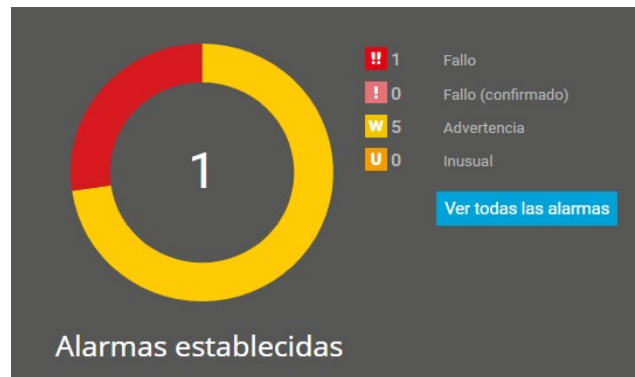 !! 1 Fallo
! 0 Fallo (confirmado)
W 5 Advertencia
U 0 Inusual
1
Ver todas las alarmas
Alarmas establecidas